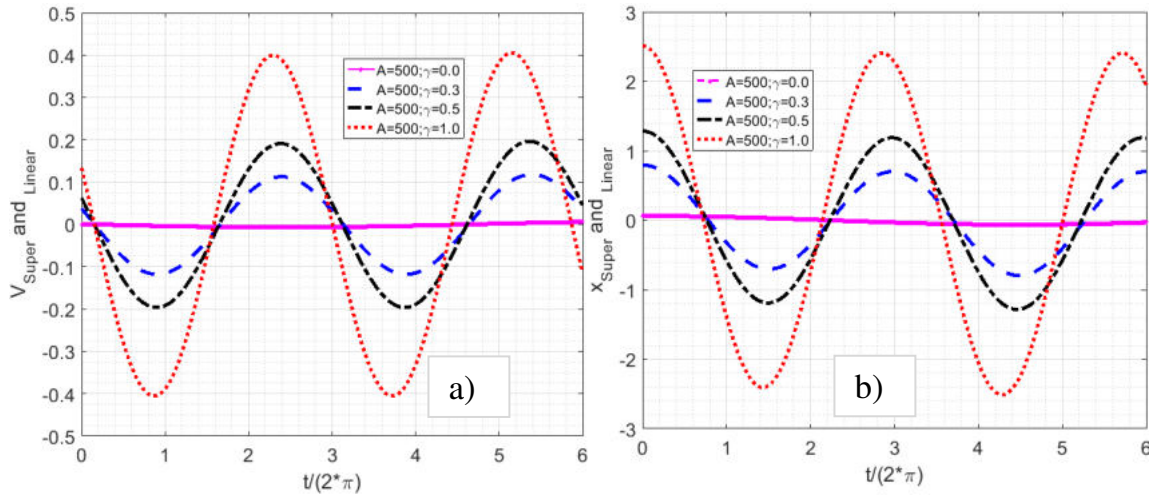 0.5
0.4
0.3
0.2
0.1
0
-0.1
-0.2
-0.3
-0.4
-0.5
V_Super and _Linear
A=500;γ=0.0
A=500;γ=0.3
A=500;γ=0.5
A=500;γ=1.0
a)
0 1 2 3 4 5 6
t/(2*π)
3
2
1
0
-1
-2
-3
x_Super and _Linear
A=500;γ=0.0
A=500;γ=0.3
A=500;γ=0.5
A=500;γ=1.0
b)
0 1 2 3 4 5 6
t/(2*π)